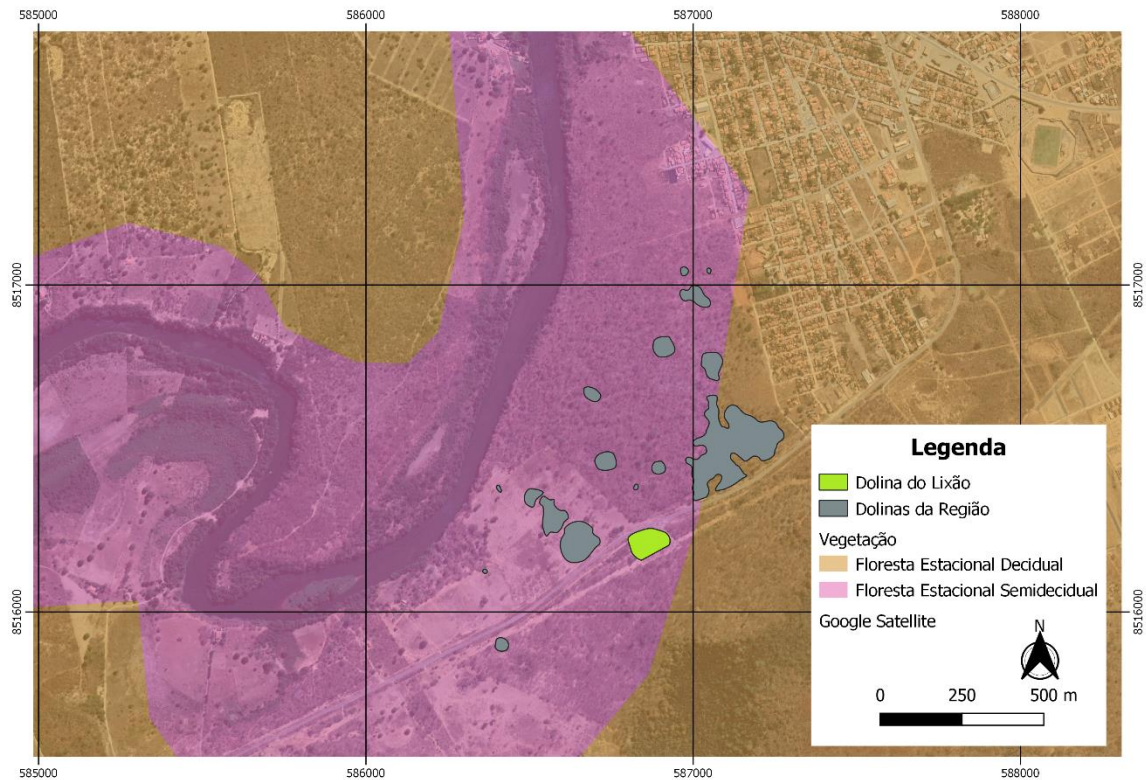 585000 586000 587000 588000
8517000 8517000
8516000 8516000
Legenda
Dolina do Lixão
Dolinas da Região
Vegetação
Floresta Estacional Decidual
Floresta Estacional Semidecidual
Google Satellite
N
0 250 500 m
585000 586000 587000 588000